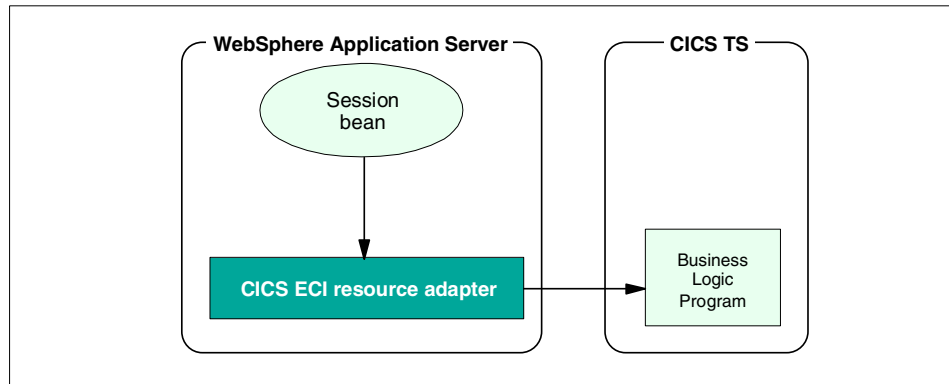 WebSphere Application Server
CICS TS
Session
bean
CICS ECI resource adapter
Business
Logic
Program